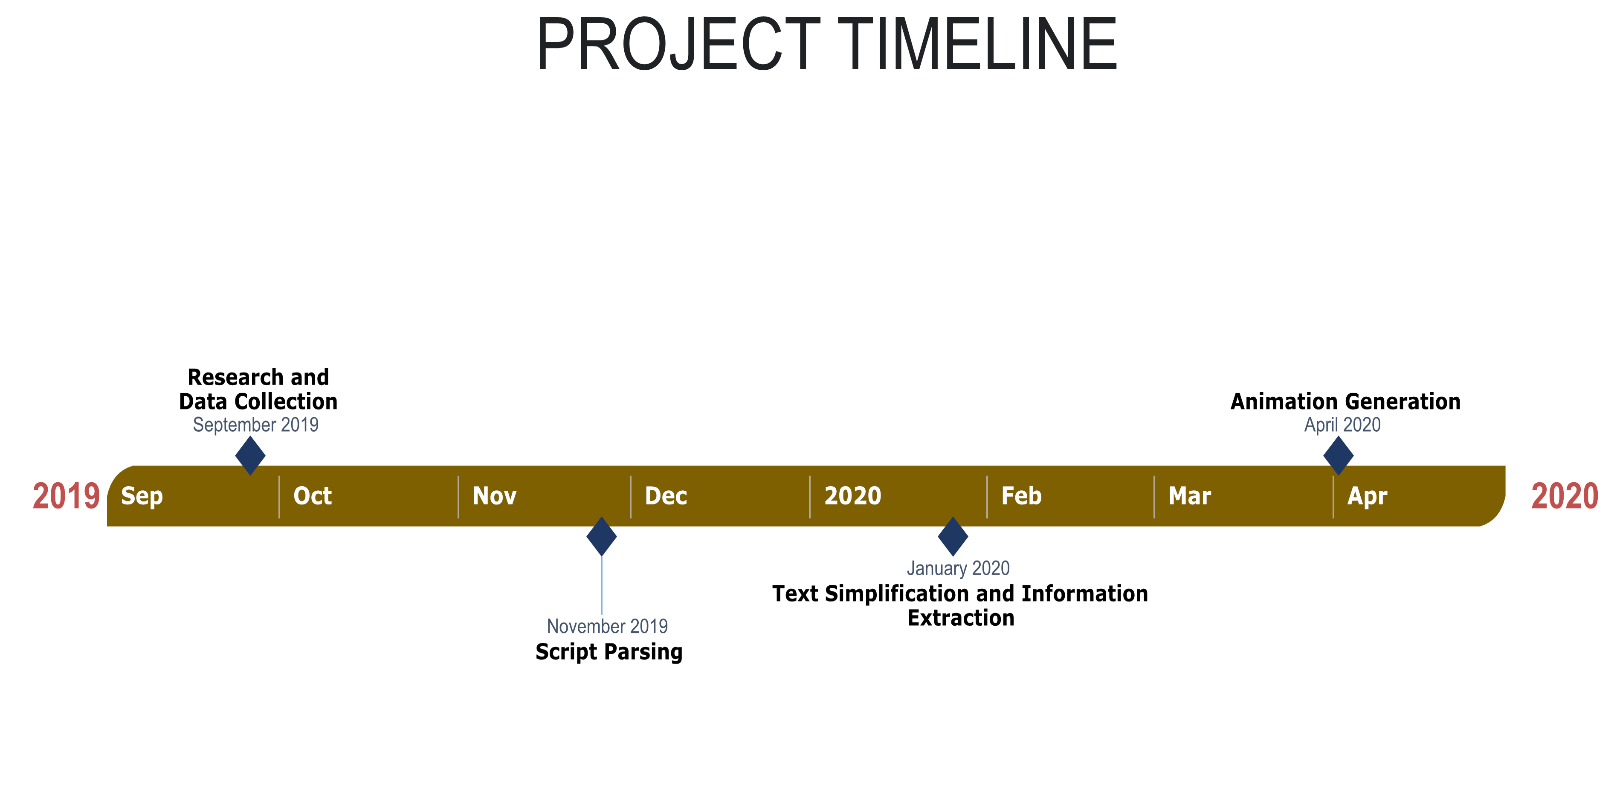 PROJECT TIMELINE
Research and
Data Collection
September 2019
Animation Generation
April 2020
2019
Sep
Oct
Nov
Dec
2020
Feb
Mar
Apr
2020
January 2020
Text Simplification and Information
Extraction
November 2019
Script Parsing